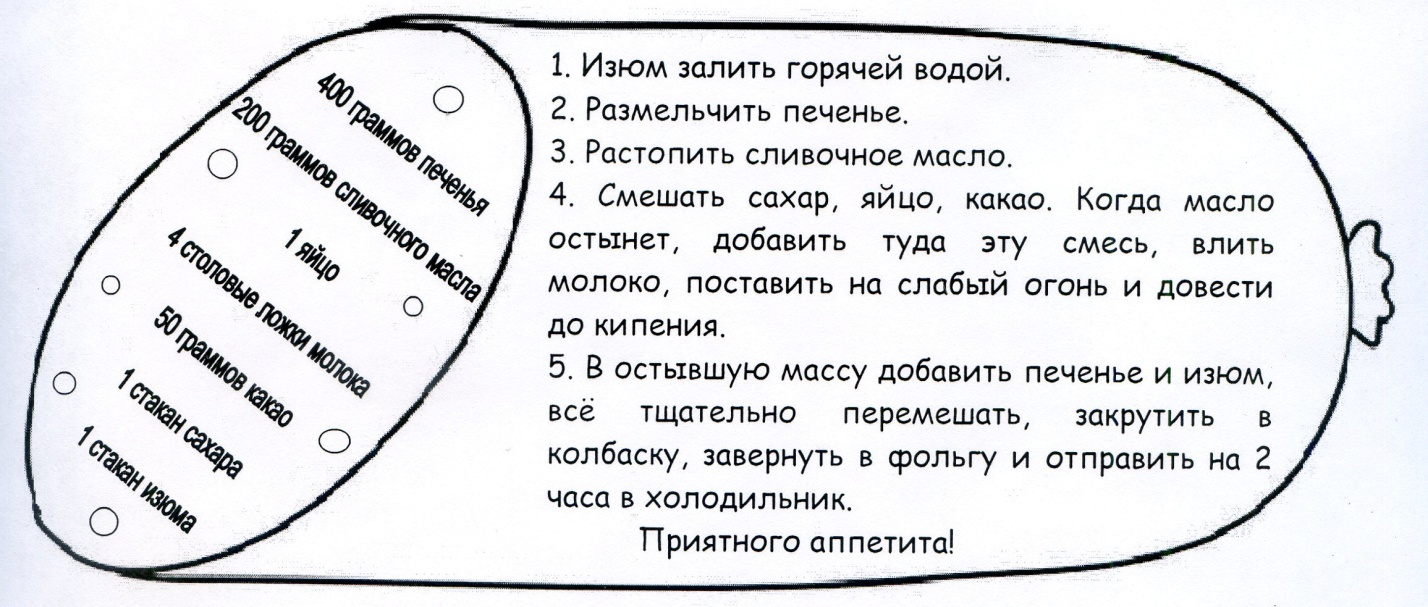 400 граммов печенья
200 граммов сливочного масла
1 яйцо
4 столовые ложки молока
50 граммов какао
1 стакан сахара
1 стакан изюма
1. Изюм залить горячей водой.
2. Размельчить печенье.
3. Растопить сливочное масло.
4. Смешать сахар, яйцо, какао. Когда масло
остынет, добавить туда эту смесь, влить
молоко, поставить на слабый огонь и довести
до кипения.
5. В остывшую массу добавить печенье и изюм,
всё тщательно перемешать, закрутить в
колбаску, завернуть в фольгу и отправить на 2
часа в холодильник.
Приятного аппетита!